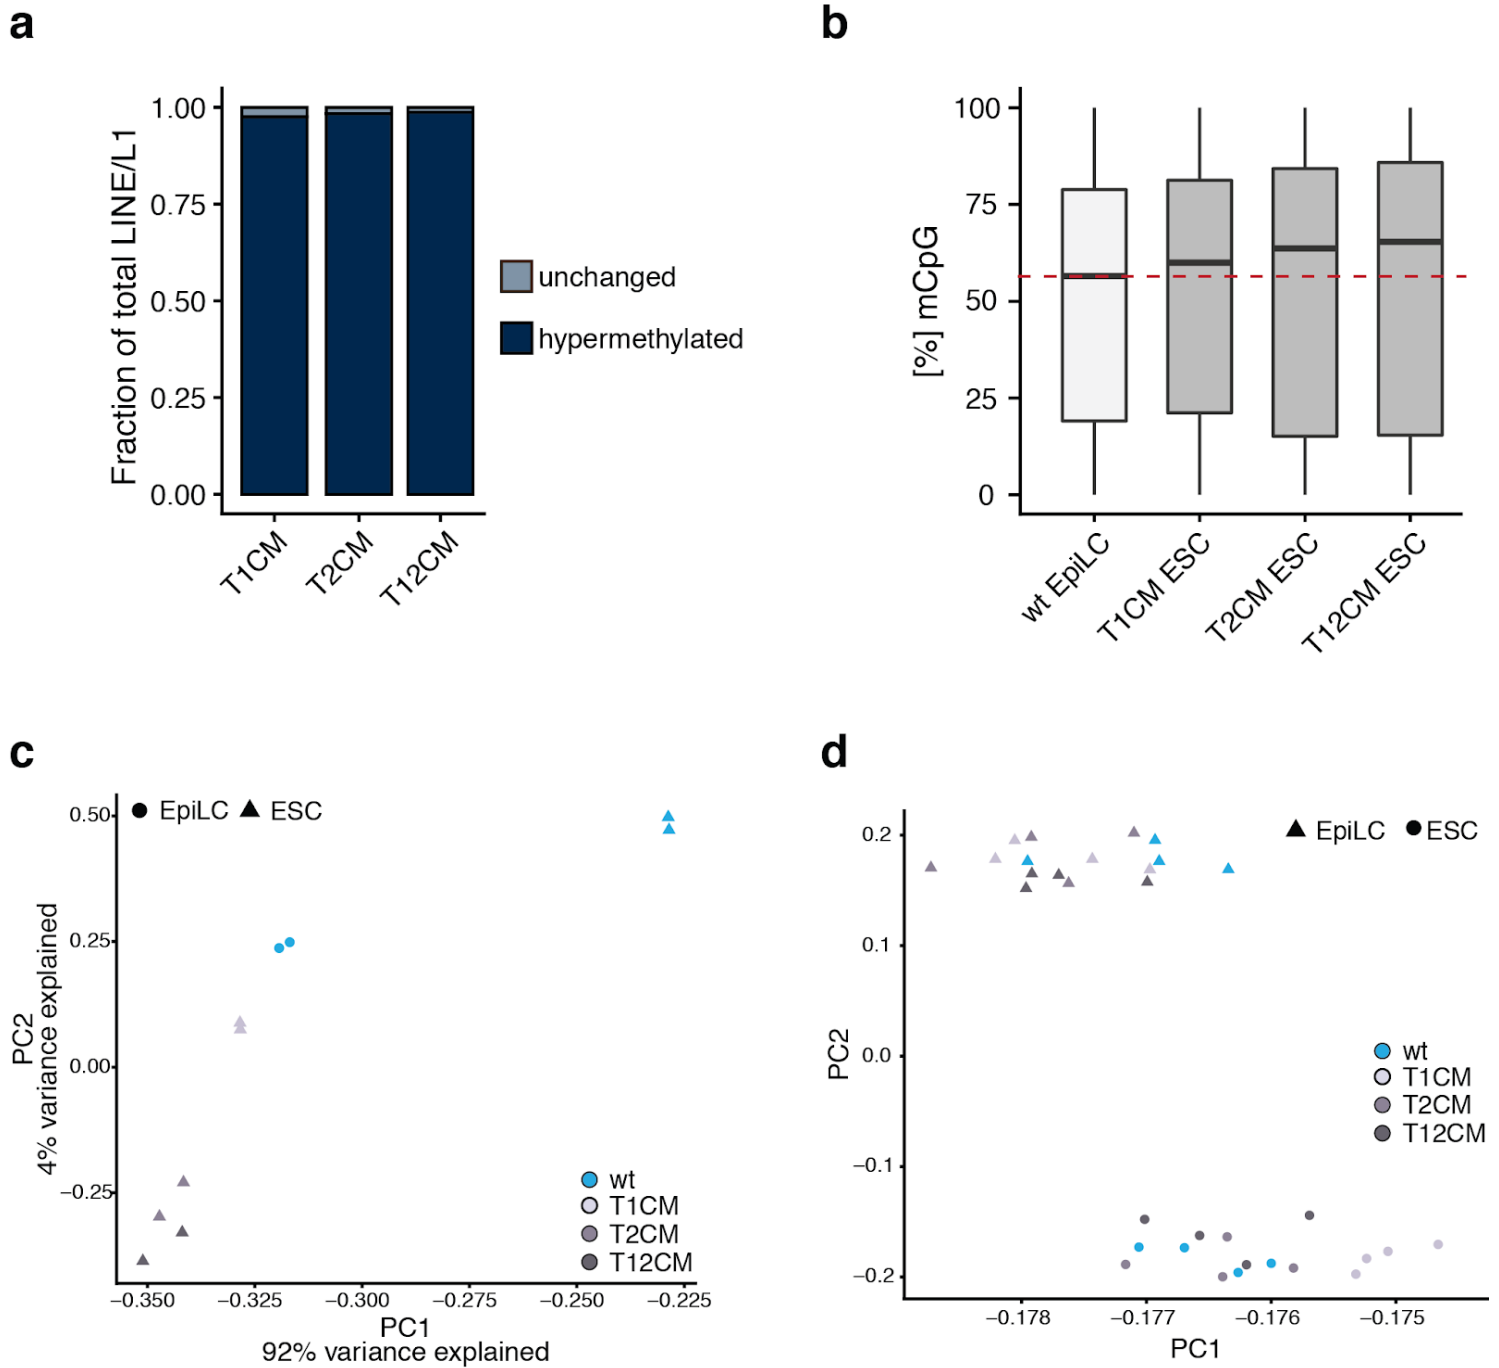 a
Fraction of total LINE/L1
1.00
0.75
0.50
0.25
0.00
T1CM
T2CM
T12CM
unchanged
hypermethylated
b
[%] mCpG
100
75
50
25
0
wt EpiLC
T1CM ESC
T2CM ESC
T12CM ESC
c
EpiLC ESC
PC2
4% variance explained
0.50
0.25
0.00
−0.25
wt
T1CM
T2CM
T12CM
−0.350 −0.325 −0.300 −0.275 −0.250 −0.225
PC1
92% variance explained
d
EpiLC ESC
PC2
0.2
0.1
0.0
−0.1
−0.2
wt
T1CM
T2CM
T12CM
−0.178 −0.177 −0.176 −0.175
PC1